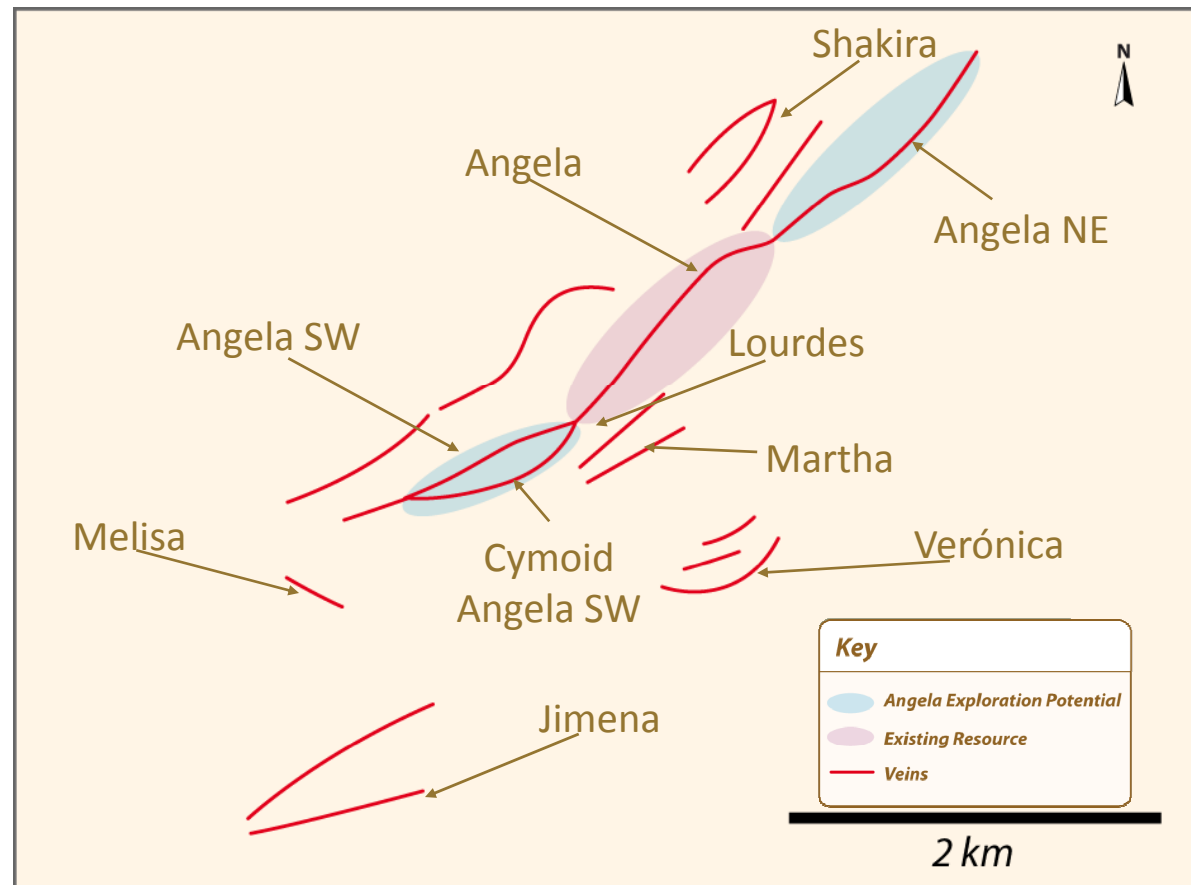 Shakira
N
Angela
Angela NE
Angela SW
Lourdes
Martha
Melisa
Cymoid
Angela SW
Verónica
Key
Angela Exploration Potential
Existing Resource
Veins
Jimena
2 km